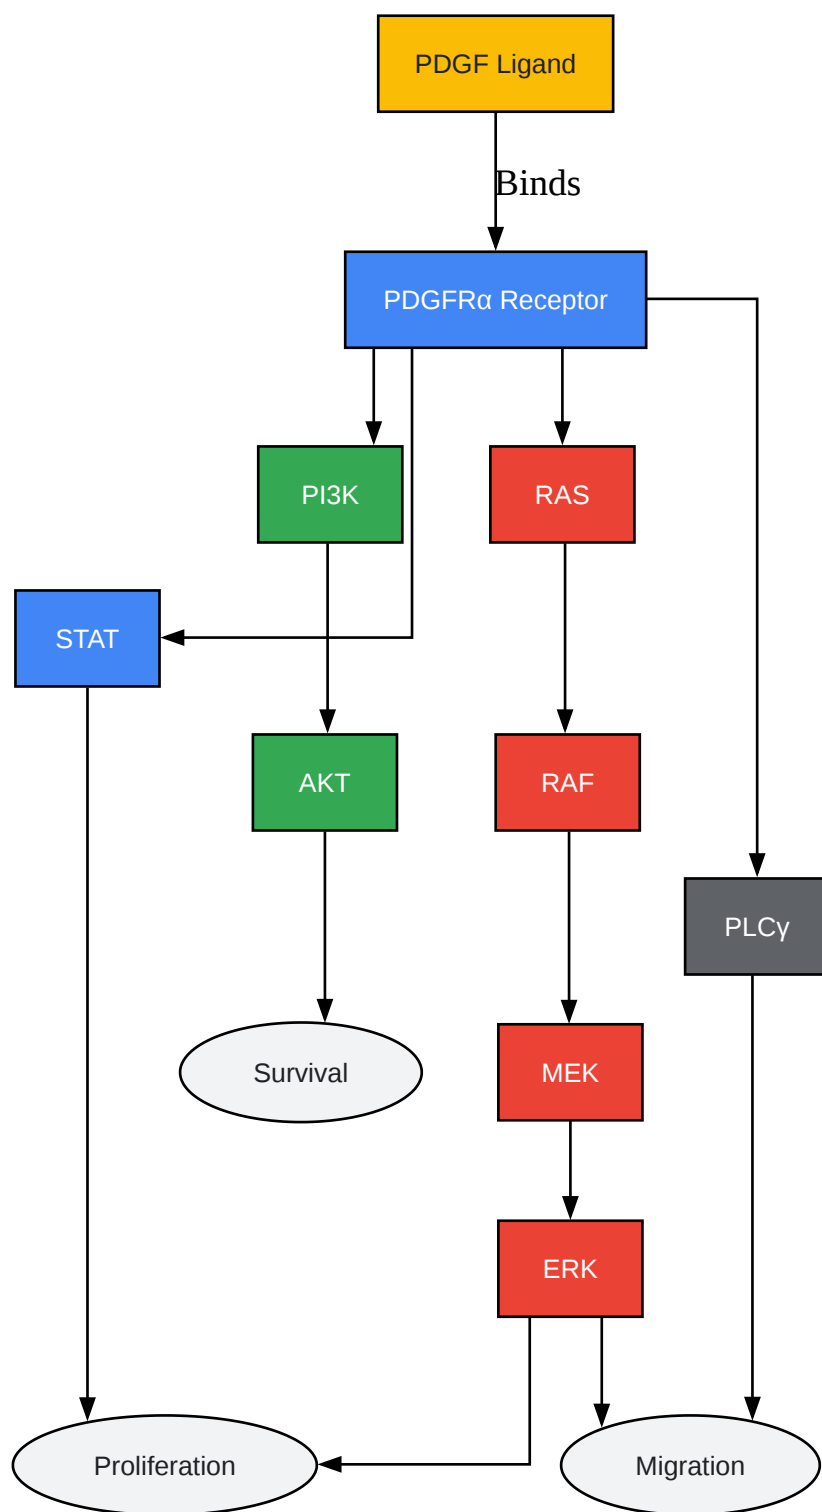 PDGF Ligand
Binds
PDGFRα Receptor
PI3K
RAS
STAT
AKT
RAF
PLCγ
Survival
MEK
ERK
Proliferation
Migration